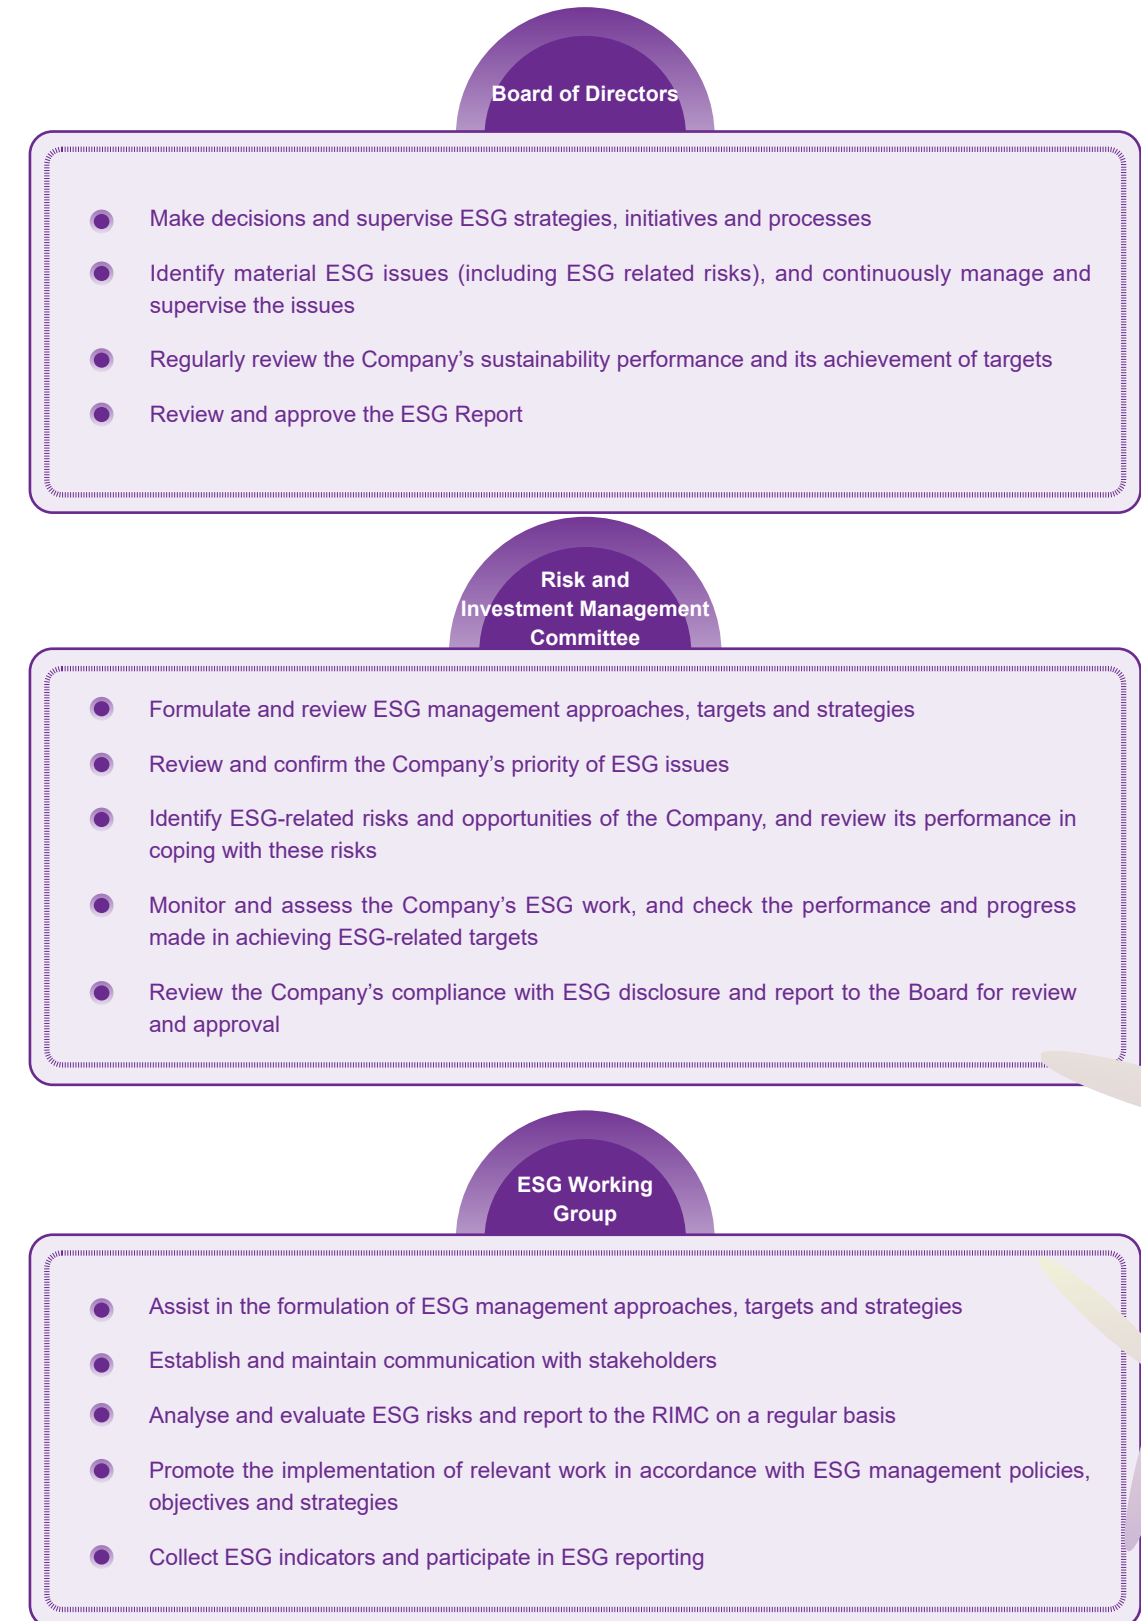 Board of Directors
Make decisions and supervise ESG strategies, initiatives and processes
Identify material ESG issues (including ESG related risks), and continuously manage and
supervise the issues
Regularly review the Company’s sustainability performance and its achievement of targets
Review and approve the ESG Report
Risk and
Investment Management
Committee
Formulate and review ESG management approaches, targets and strategies
Review and confirm the Company’s priority of ESG issues
Identify ESG-related risks and opportunities of the Company, and review its performance in
coping with these risks
Monitor and assess the Company’s ESG work, and check the performance and progress
made in achieving ESG-related targets
Review the Company’s compliance with ESG disclosure and report to the Board for review
and approval
ESG Working
Group
Assist in the formulation of ESG management approaches, targets and strategies
Establish and maintain communication with stakeholders
Analyse and evaluate ESG risks and report to the RIMC on a regular basis
Promote the implementation of relevant work in accordance with ESG management policies,
objectives and strategies
Collect ESG indicators and participate in ESG reporting